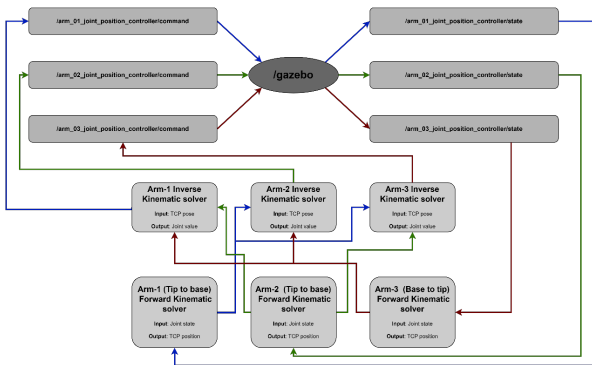 /arm_01_joint_position_controller/command
/arm_01_joint_position_controller/state
/arm_02_joint_position_controller/command
/gazebo
/arm_02_joint_position_controller/state
/arm_03_joint_position_controller/command
/arm_03_joint_position_controller/state
Arm-1 Inverse
Kinematic solver
Input: TCP pose
Output: Joint value
Arm-2 Inverse
Kinematic solver
Input: TCP pose
Output: Joint value
Arm-3 Inverse
Kinematic solver
Input: TCP pose
Output: Joint value
Arm-1 (Tip to base)
Forward Kinematic
solver
Input: Joint state
Output: TCP position
Arm-2 (Tip to base)
Forward Kinematic
solver
Input: Joint state
Output: TCP position
Arm-3 (Base to tip)
Forward Kinematic
solver
Input: Joint state
Output: TCP position